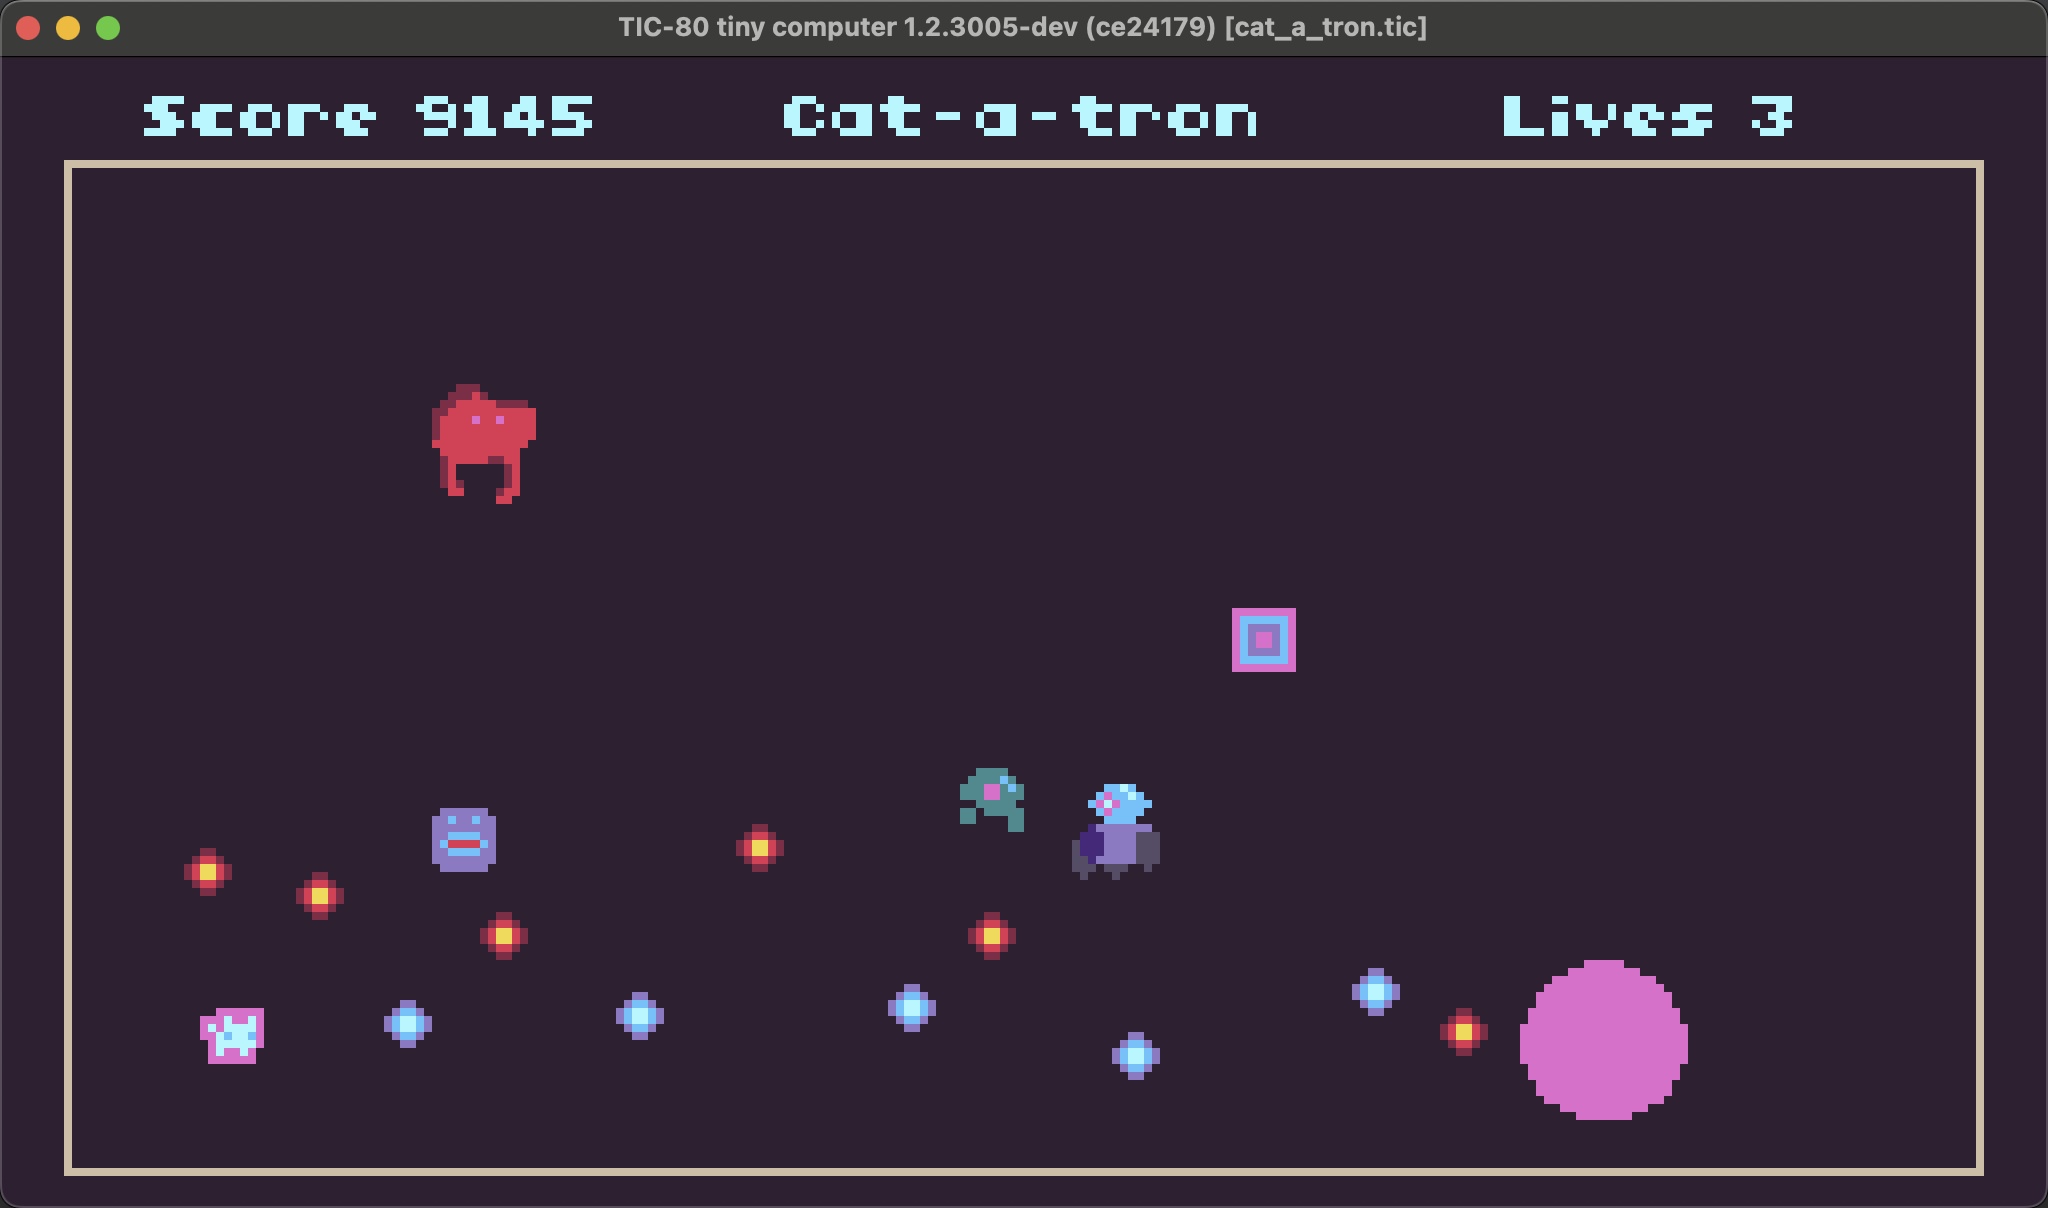 TIC-80 tiny computer 1.2.3005-dev (ce24179) [cat_a_tron.tic]
Score 9145 Cat-a-tron Lives 3